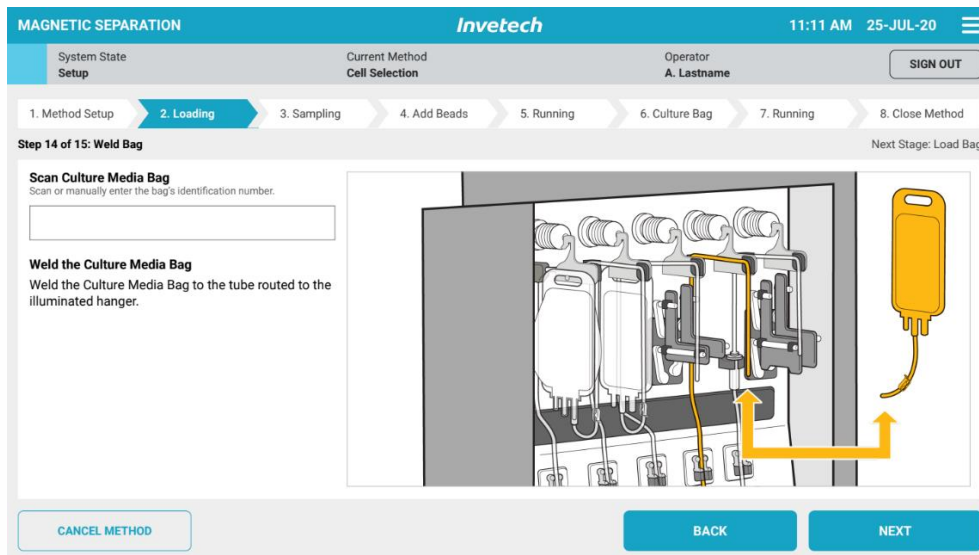 MAGNETIC SEPARATION
Invetech
11:11 AM 25-JUL-20
System State
Setup
Current Method
Cell Selection
Operator
A. Lastname
SIGN OUT
1. Method Setup
2. Loading
3. Sampling
4. Add Beads
5. Running
6. Culture Bag
7. Running
8. Close Method
Step 14 of 15: Weld Bag
Next Stage: Load Bag
Scan Culture Media Bag
Scan or manually enter the bag's identification number.
Weld the Culture Media Bag
Weld the Culture Media Bag to the tube routed to the
illuminated hanger.
CANCEL METHOD
BACK
NEXT